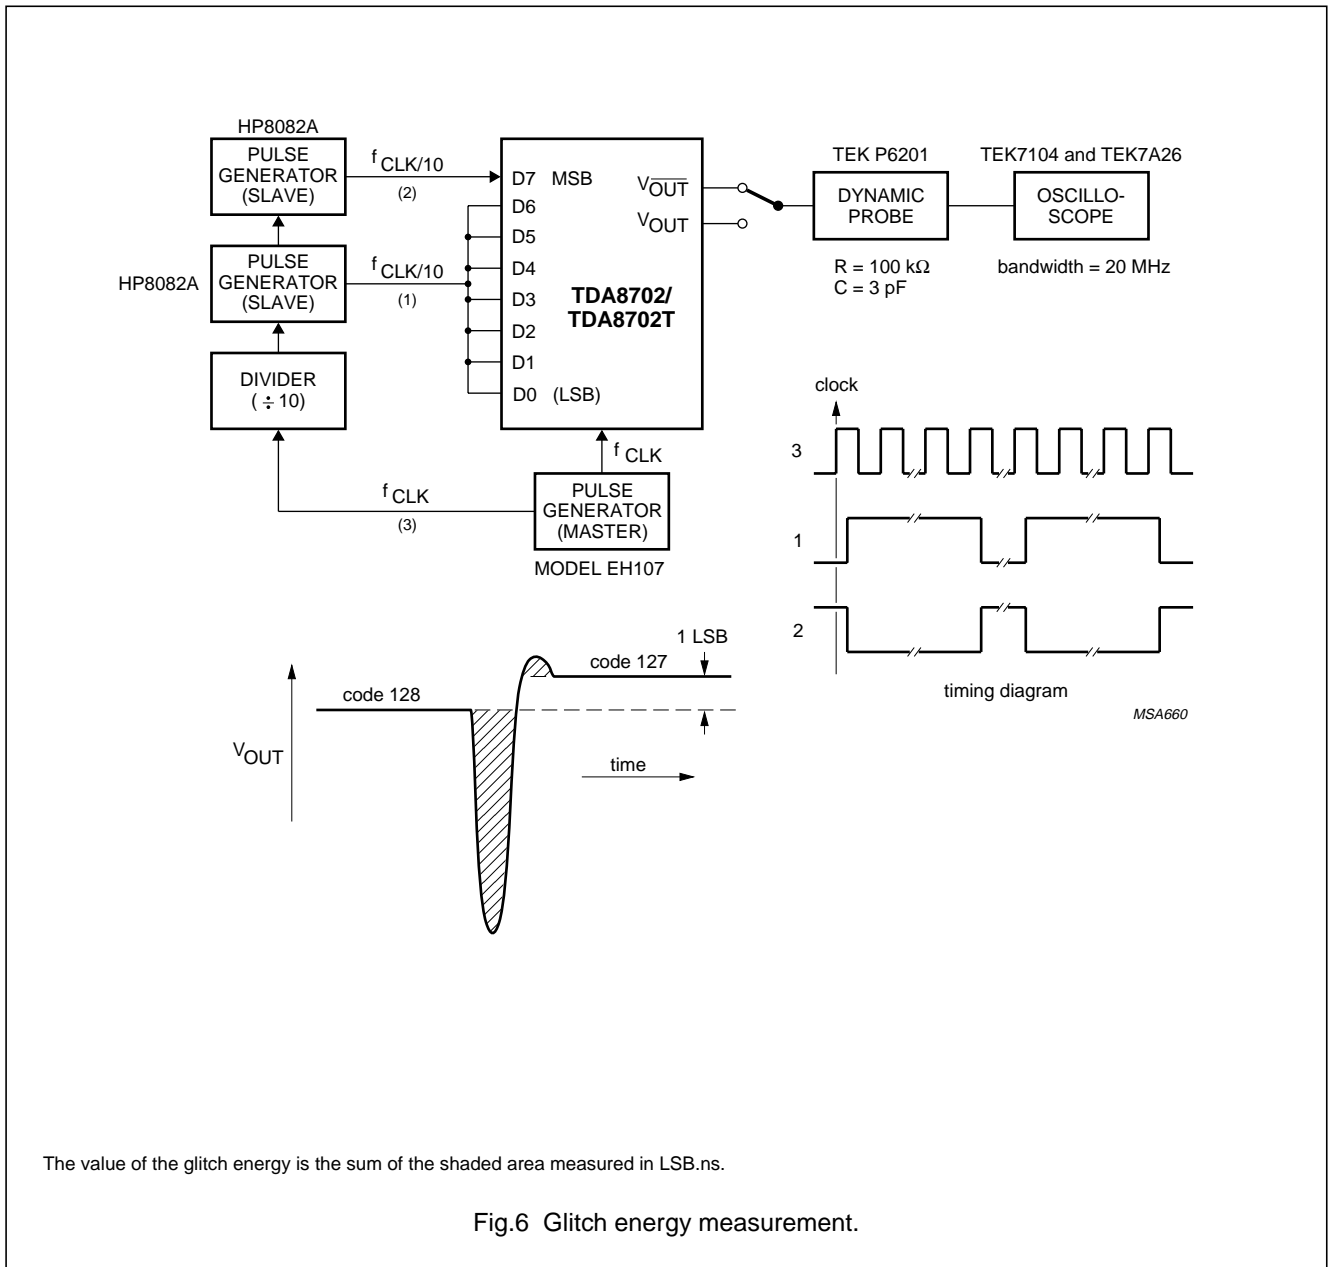 HP8082A
PULSE
GENERATOR
(SLAVE)
f CLK/10
(2)
HP8082A
PULSE
GENERATOR
(SLAVE)
f CLK/10
(1)
DIVIDER
( ÷ 10)
f CLK
(3)
D7 MSB
D6
D5
D4
D3
D2
D1
D0 (LSB)
TDA8702/
TDA8702T
VOUT
VOUT
f CLK
PULSE
GENERATOR
(MASTER)
MODEL EH107
TEK P6201
DYNAMIC
PROBE
R = 100 kΩ
C = 3 pF
TEK7104 and TEK7A26
OSCILLO-
SCOPE
bandwidth = 20 MHz
clock
3
1
2
timing diagram
MSA660
1 LSB
code 127
code 128
VOUT
time
The value of the glitch energy is the sum of the shaded area measured in LSB.ns.
Fig.6 Glitch energy measurement.